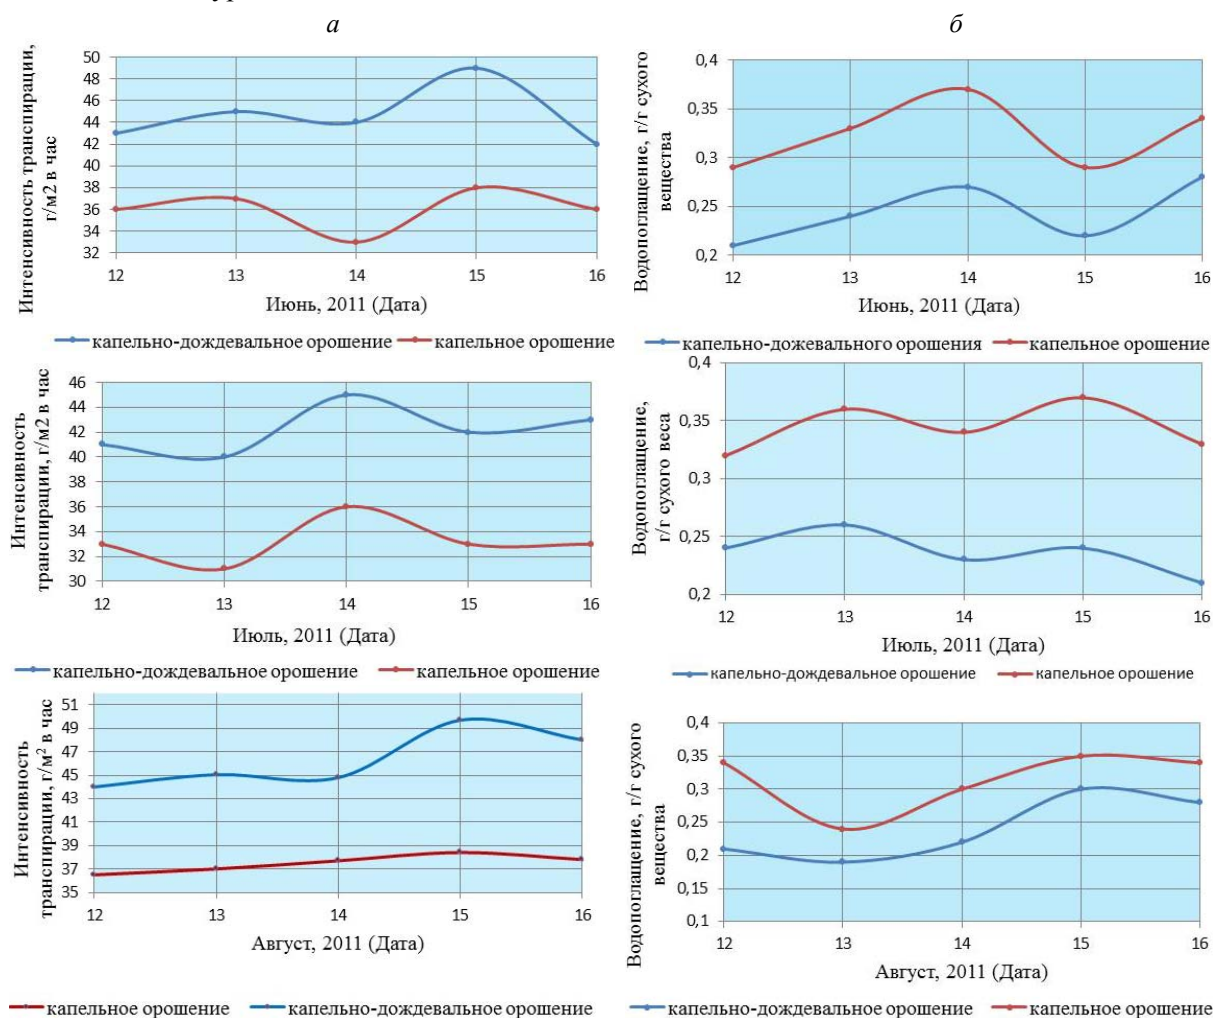 а
б
Интенсивность транспирации,
г/м2 в час
50
48
46
44
42
40
38
36
34
32
12 13 14 15 16
Июнь, 2011 (Дата)
капельно-дождевальное орошение капельное орошение
Водопоглащение, г/г сухого
вещества
0,4
0,35
0,3
0,25
0,2
12 13 14 15 16
Июнь, 2011 (Дата)
капельно-дожевального орошения капельное орошение
Интенсивность
транспирации, г/м2 в час
46
44
42
40
38
36
34
32
30
12 13 14 15 16
Июль, 2011 (Дата)
капельно-дождевальное орошение капельное орошение
Водопоглащение,
г/г сухого веса
0,4
0,35
0,3
0,25
0,2
12 13 14 15 16
Июль, 2011 (Дата)
капельно-дождевальное орошение капельное орошение
Интенсивность
транспирации, г/м² в час
51
49
47
45
43
41
39
37
35
12 13 14 15 16
Август, 2011 (Дата)
капельное орошение капельно-дождевальное орошение
Водопоглащение, г/г сухого
вещества
0,4
0,35
0,3
0,25
0,2
0,15
0,1
12 13 14 15 16
Август, 2011 (Дата)
капельно-дождевальное орошение капельное орошение